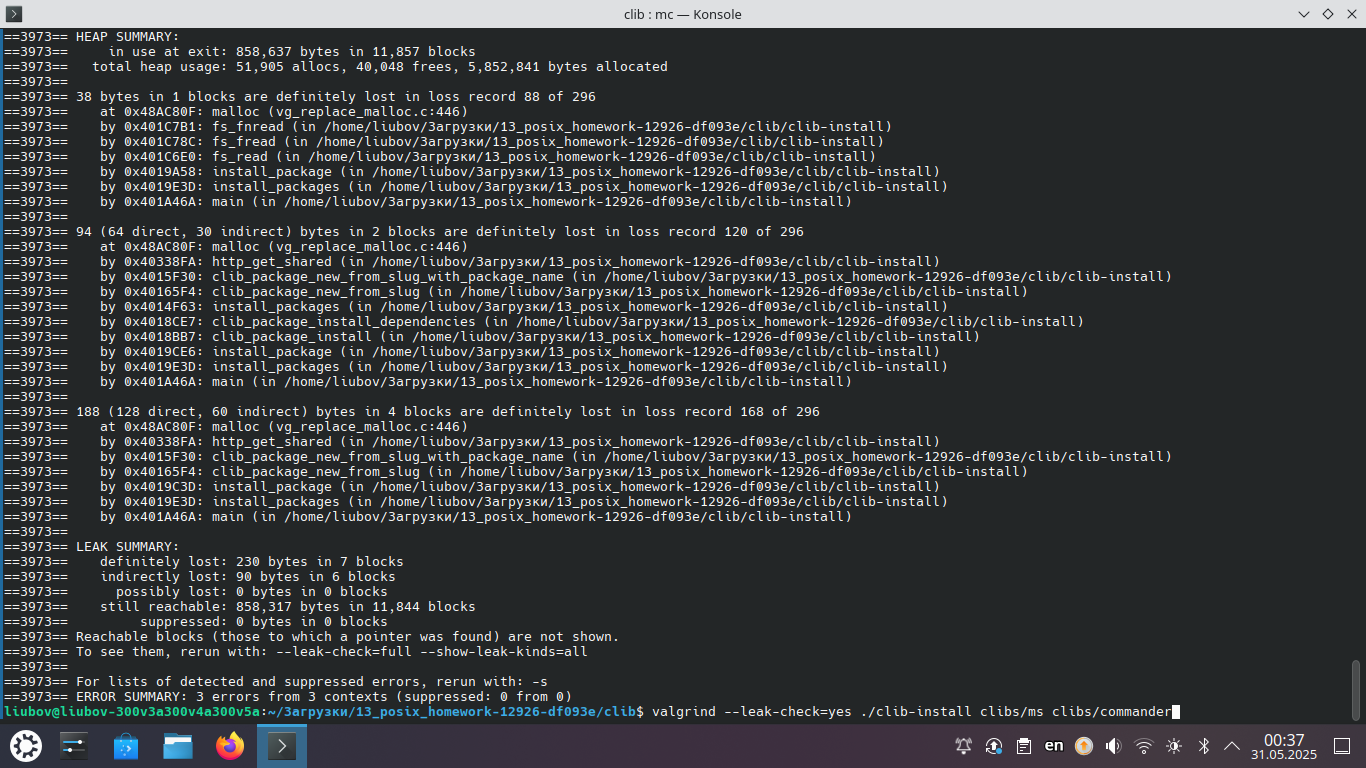 clib : mc — Konsole
==3973== HEAP SUMMARY:
==3973==     in use at exit: 858,637 bytes in 11,857 blocks
==3973==   total heap usage: 51,905 allocs, 40,048 frees, 5,852,841 bytes allocated
==3973==
==3973== 38 bytes in 1 blocks are definitely lost in loss record 88 of 296
==3973==    at 0x48AC80F: malloc (vg_replace_malloc.c:446)
==3973==    by 0x401C7B1: fs_fnread (in /home/liubov/Загрузки/13_posix_homework-12926-df093e/clib/clib-install)
==3973==    by 0x401C78C: fs_fread (in /home/liubov/Загрузки/13_posix_homework-12926-df093e/clib/clib-install)
==3973==    by 0x401C6E0: fs_read (in /home/liubov/Загрузки/13_posix_homework-12926-df093e/clib/clib-install)
==3973==    by 0x4019A58: install_package (in /home/liubov/Загрузки/13_posix_homework-12926-df093e/clib/clib-install)
==3973==    by 0x4019E3D: install_packages (in /home/liubov/Загрузки/13_posix_homework-12926-df093e/clib/clib-install)
==3973==    by 0x401A46A: main (in /home/liubov/Загрузки/13_posix_homework-12926-df093e/clib/clib-install)
==3973==
==3973== 94 (64 direct, 30 indirect) bytes in 2 blocks are definitely lost in loss record 120 of 296
==3973==    at 0x48AC80F: malloc (vg_replace_malloc.c:446)
==3973==    by 0x40338FA: http_get_shared (in /home/liubov/Загрузки/13_posix_homework-12926-df093e/clib/clib-install)
==3973==    by 0x4015F30: clib_package_new_from_slug_with_package_name (in /home/liubov/Загрузки/13_posix_homework-12926-df093e/clib/clib-install)
==3973==    by 0x40165F4: clib_package_new_from_slug (in /home/liubov/Загрузки/13_posix_homework-12926-df093e/clib/clib-install)
==3973==    by 0x4014F63: install_packages (in /home/liubov/Загрузки/13_posix_homework-12926-df093e/clib/clib-install)
==3973==    by 0x4018CE7: clib_package_install_dependencies (in /home/liubov/Загрузки/13_posix_homework-12926-df093e/clib/clib-install)
==3973==    by 0x4018BB7: clib_package_install (in /home/liubov/Загрузки/13_posix_homework-12926-df093e/clib/clib-install)
==3973==    by 0x4019CE6: install_package (in /home/liubov/Загрузки/13_posix_homework-12926-df093e/clib/clib-install)
==3973==    by 0x4019E3D: install_packages (in /home/liubov/Загрузки/13_posix_homework-12926-df093e/clib/clib-install)
==3973==    by 0x401A46A: main (in /home/liubov/Загрузки/13_posix_homework-12926-df093e/clib/clib-install)
==3973==
==3973== 188 (128 direct, 60 indirect) bytes in 4 blocks are definitely lost in loss record 168 of 296
==3973==    at 0x48AC80F: malloc (vg_replace_malloc.c:446)
==3973==    by 0x40338FA: http_get_shared (in /home/liubov/Загрузки/13_posix_homework-12926-df093e/clib/clib-install)
==3973==    by 0x4015F30: clib_package_new_from_slug_with_package_name (in /home/liubov/Загрузки/13_posix_homework-12926-df093e/clib/clib-install)
==3973==    by 0x40165F4: clib_package_new_from_slug (in /home/liubov/Загрузки/13_posix_homework-12926-df093e/clib/clib-install)
==3973==    by 0x4019C3D: install_package (in /home/liubov/Загрузки/13_posix_homework-12926-df093e/clib/clib-install)
==3973==    by 0x4019E3D: install_packages (in /home/liubov/Загрузки/13_posix_homework-12926-df093e/clib/clib-install)
==3973==    by 0x401A46A: main (in /home/liubov/Загрузки/13_posix_homework-12926-df093e/clib/clib-install)
==3973==
==3973== LEAK SUMMARY:
==3973==    definitely lost: 230 bytes in 7 blocks
==3973==    indirectly lost: 90 bytes in 6 blocks
==3973==      possibly lost: 0 bytes in 0 blocks
==3973==    still reachable: 858,317 bytes in 11,844 blocks
==3973==         suppressed: 0 bytes in 0 blocks
==3973== Reachable blocks (those to which a pointer was found) are not shown.
==3973== To see them, rerun with: --leak-check=full --show-leak-kinds=all
==3973==
==3973== For lists of detected and suppressed errors, rerun with: -s
==3973== ERROR SUMMARY: 3 errors from 3 contexts (suppressed: 0 from 0)
liubov@liubov-300v3a300v4a300v5a:~/Загрузки/13_posix_homework-12926-df093e/clib$ valgrind --leak-check=yes ./clib-install clibs/ms clibs/commander
en
00:37
31.05.2025